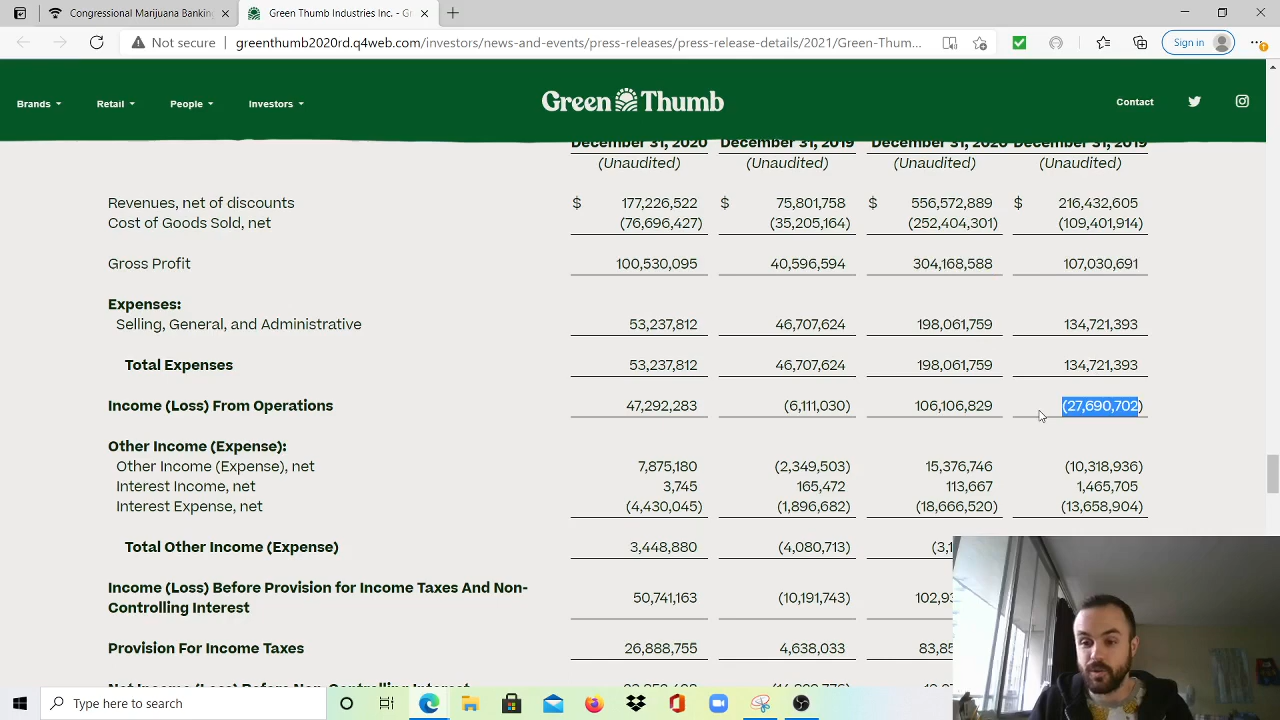 Congressional Marijuana Bankin
Green Thumb Industries Inc. - G
Not secure greenthumb2020rd.q4web.com/investors/news-and-events/press-releases/press-release-details/2021/Green-Thum... Sign in
Brands Retail People Investors Green Thumb Contact
December 31, 2020 December 31, 2019 December 31, 2020 December 31, 2019
(Unaudited) (Unaudited) (Unaudited) (Unaudited)
Revenues, net of discounts $ 177,226,522 $ 75,801,758 $ 556,572,889 $ 216,432,605
Cost of Goods Sold, net (76,696,427) (35,205,164) (252,404,301) (109,401,914)
Gross Profit 100,530,095 40,596,594 304,168,588 107,030,691
Expenses:
Selling, General, and Administrative 53,237,812 46,707,624 198,061,759 134,721,393
Total Expenses 53,237,812 46,707,624 198,061,759 134,721,393
Income (Loss) From Operations 47,292,283 (6,111,030) 106,106,829 (27,690,702)
Other Income (Expense):
Other Income (Expense), net 7,875,180 (2,349,503) 15,376,746 (10,318,936)
Interest Income, net 3,745 165,472 113,667 1,465,705
Interest Expense, net (4,430,045) (1,896,682) (18,666,520) (13,658,904)
Total Other Income (Expense) 3,448,880 (4,080,713) (3,1
Income (Loss) Before Provision for Income Taxes And Non-
Controlling Interest 50,741,163 (10,191,743) 102,93
Provision For Income Taxes 26,888,755 4,638,033 83,85
Type here to search